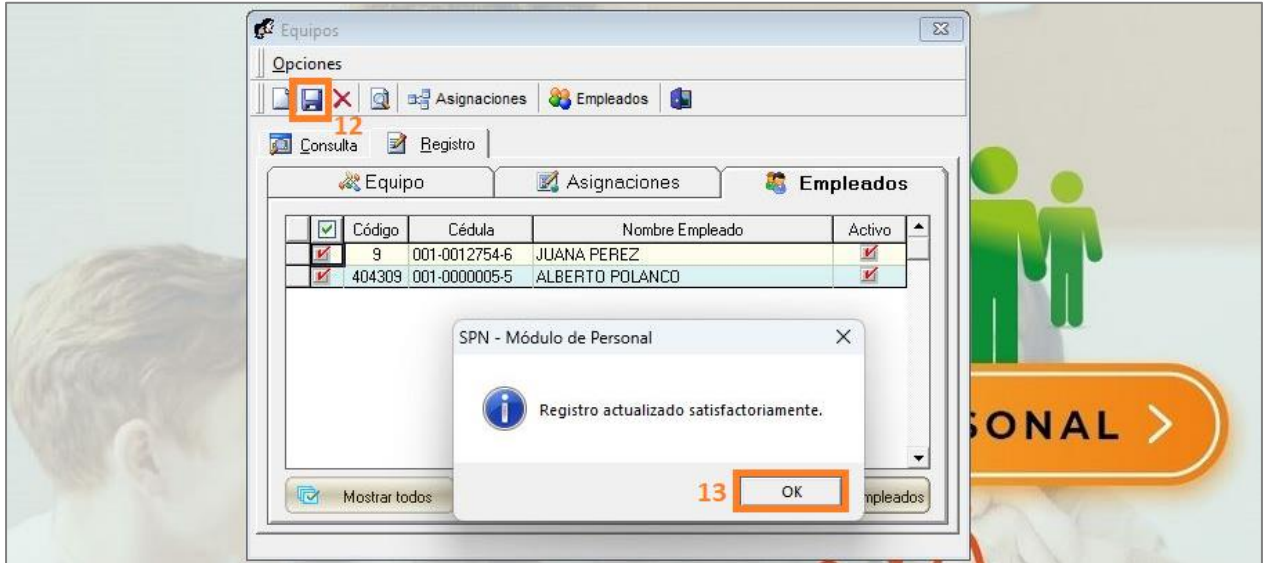 Equipos
Opciones
Asignaciones Empleados
12
Consulta Registro
Equipo Asignaciones Empleados
Código Cédula Nombre Empleado Activo
9 001-0012754-6 JUANA PEREZ
404309 001-0000005-5 ALBERTO POLANCO
SPN - Módulo de Personal
Registro actualizado satisfactoriamente.
SONAL >
13 OK
Mostrar todos mpleados